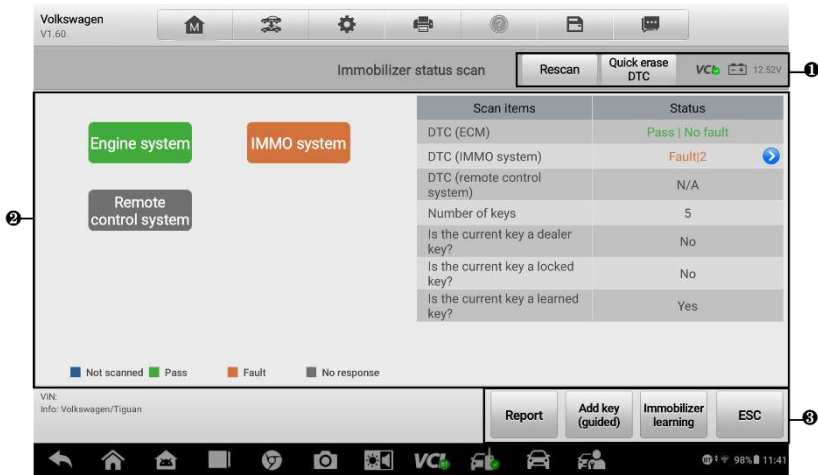 Volkswagen
V1.60.
M
?
Immobilizer status scan
Rescan
Quick erase
DTC
VCb
12.52V
❶
Scan items
Status
DTC (ECM)
Pass | No fault
DTC (IMMO system)
Fault|2
DTC (remote control
system)
N/A
Number of keys
5
Is the current key a dealer
key?
No
Is the current key a locked
key?
No
Is the current key a learned
key?
Yes
Engine system
IMMO system
Remote
control system
❷
Not scanned
Pass
Fault
No response
VIN:
Info: Volkswagen/Tiguan
Report
Add key
(guided)
Immobilizer
learning
ESC
❸
VCI
BT
98%
11:41